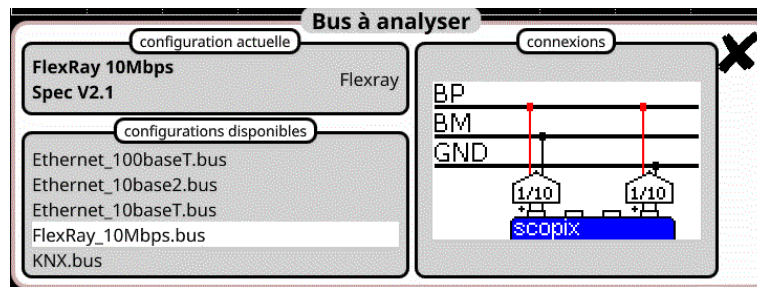 Bus à analyser
configuration actuelle
FlexRay 10Mbps
Spec V2.1
Flexray
configurations disponibles
Ethernet_100baseT.bus
Ethernet_10base2.bus
Ethernet_10baseT.bus
FlexRay_10Mbps.bus
KNX.bus
connexions
BP
BM
GND
1/10 1/10
+ +
scopix